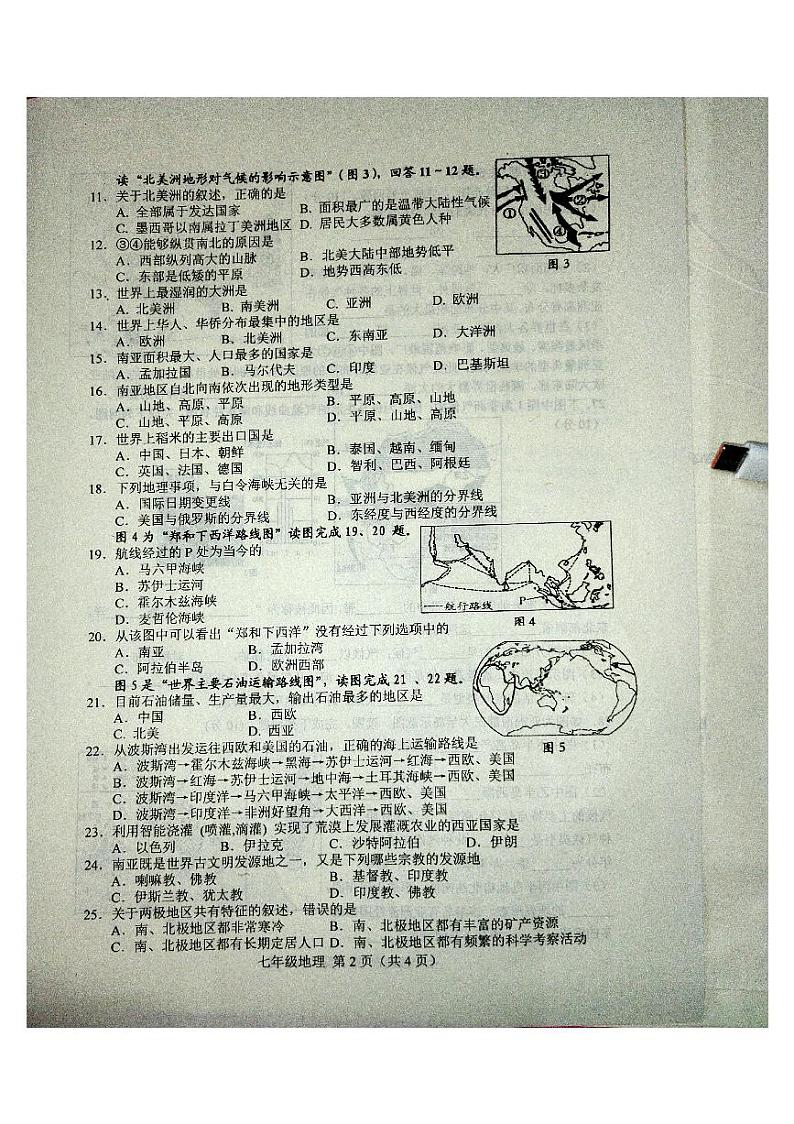 读“北美洲地形对气候的影响示意图”(图3)，回答11~12题。
11．关于北美洲的叙述，正确的是
A．全部属于发达国家 B．面积最广的是温带大陆性气候
C．墨西哥以南属拉丁美洲地区 D．居民大多数属黄色人种
12．③④能够纵贯南北的原因是
A．西部纵列高大的山脉 B．北美大陆中部地势低平
C．东部是低矮的平原 D．地势西高东低
①
②
③
④
图3
13．世界上最湿润的大洲是
A．北美洲 B．南美洲 C．亚洲 D．欧洲
14．世界上华人、华侨分布最集中的地区是
A．欧洲 B．北美洲 C．东南亚 D．大洋洲
15．南亚面积最大、人口最多的国家是
A．孟加拉国 B．马尔代夫 C．印度 D．巴基斯坦
16．南亚地区自北向南依次出现的地形类型是
A．山地、高原、平原 B．平原、高原、山地
C．山地、平原、高原 D．平原、山地、高原
17．世界上稻米的主要出口国是
A．中国、日本、朝鲜 B．泰国、越南、缅甸
C．英国、法国、德国 D．智利、巴西、阿根廷
18．下列地理事项，与白令海峡无关的是
A．国际日期变更线 B．亚洲与北美洲的分界线
C．美国与俄罗斯的分界线 D．东经度与西经度的分界线
图4为“郑和下西洋路线图”读图完成19、20 题。
19．航线经过的P处为当今的
A．马六甲海峡
B．苏伊士运河
C．霍尔木兹海峡
D．麦哲伦海峡
P
航行路线
图4
20．从该图中可以看出“郑和下西洋”没有经过下列选项中的
A．南亚 B．孟加拉湾
C．阿拉伯半岛 D．欧洲西部
图5是“世界主要石油运输路线图”，读图完成21 、22题。
21．目前石油储量、生产量最大，输出石油最多的地区是
A．中国 B．西欧
C. 北美 D．西亚
图5
22．从波斯湾出发运往西欧和美国的石油，正确的海上运输路线是
A．波斯湾→霍尔木兹海峡→黑海→苏伊士运河→红海→西欧、美国
B．波斯湾→红海→苏伊士运河→地中海→土耳其海峡→西欧、美国
C．波斯湾→印度洋→马六甲海峡→太平洋→西欧、美国
D．波斯湾→印度洋→非洲好望角→大西洋→西欧、美国
23．利用智能浇灌（喷灌,滴灌）实现了荒漠上发展灌溉农业的西亚国家是
A．以色列 B．伊拉克 C．沙特阿拉伯 D．伊朗
24．南亚既是世界古文明发源地之一，又是下列哪些宗教的发源地
A．喇嘛教、佛教 B．基督教、印度教
C．伊斯兰教、犹太教 D．印度教、佛教
25．关于两极地区共有特征的叙述，错误的是
A．南、北极地区都非常寒冷 B．南、北极地区都有丰富的矿产资源
C．南、北极地区都有长期定居人口 D．南、北极地区都有频繁的科学考察活动
七年级地理 第2页（共4页）